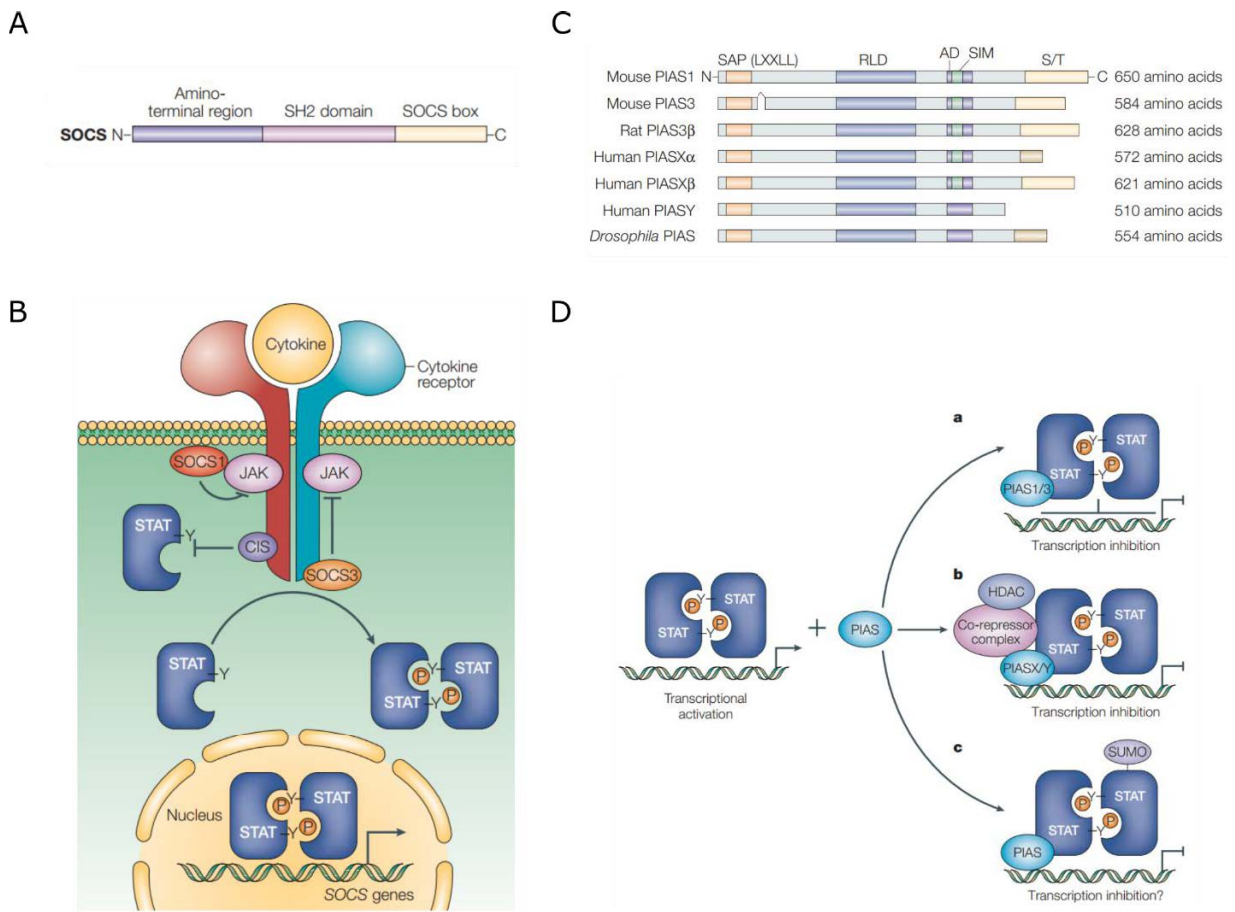 A
Amino-
terminal region
SH2 domain
SOCS box
SOCS N
C
B
Cytokine
Cytokine
receptor
SOCS1
JAK
JAK
STAT
Y
CIS
SOCS3
STAT
Y
STAT
Y
P
P
STAT
Y
Nucleus
STAT
Y
P
P
STAT
Y
SOCS genes
C
SAP (LXXLL)
RLD
AD
SIM
S/T
Mouse PIAS1 N
C 650 amino acids
Mouse PIAS3
584 amino acids
Rat PIAS3β
628 amino acids
Human PIASXα
572 amino acids
Human PIASXβ
621 amino acids
Human PIASY
510 amino acids
Drosophila PIAS
554 amino acids
D
P
Y
STAT
STAT
Y
P
Transcriptional
activation
+
PIAS
a
P
Y
STAT
STAT
Y
P
PIAS1/3
Transcription inhibition
b
HDAC
Co-repressor
complex
P
Y
STAT
STAT
Y
P
PIASX/Y
Transcription inhibition
c
SUMO
P
Y
STAT
STAT
Y
P
PIAS
Transcription inhibition?